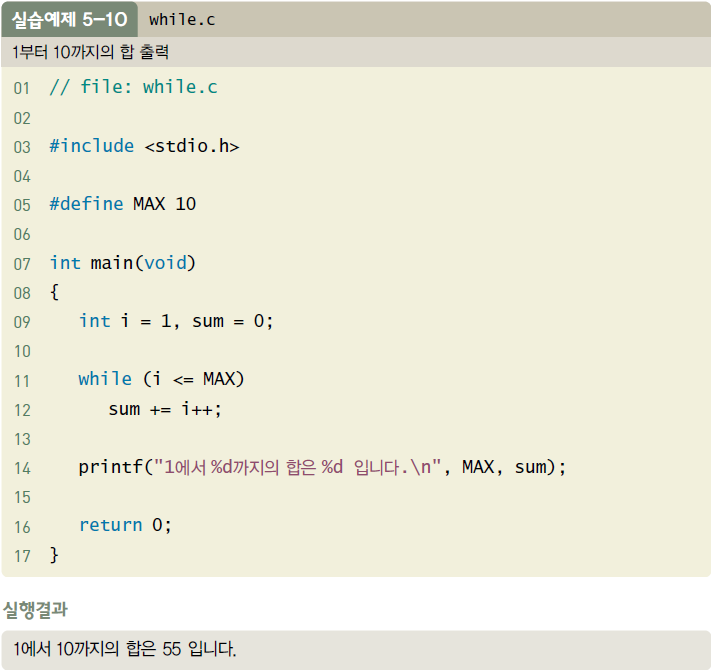 실습예제 5-10 while.c
1부터 10까지의 합 출력
01 // file: while.c
02
03 #include <stdio.h>
04
05 #define MAX 10
06
07 int main(void)
08 {
09 int i = 1, sum = 0;
10
11 while (i <= MAX)
12 sum += i++;
13
14 printf("1에서 %d까지의 합은 %d 입니다.\n", MAX, sum);
15
16 return 0;
17 }
실행결과
1에서 10까지의 합은 55 입니다.